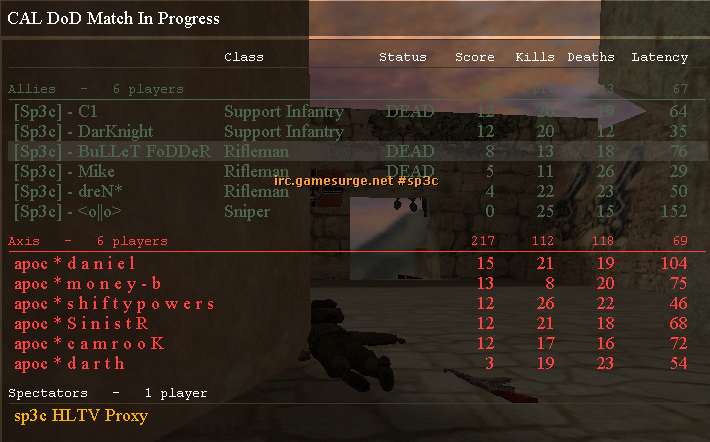 CAL DoD Match In Progress
Class Status Score Kills Deaths Latency
Allies - 6 players 117 113 67
[Sp3c] - C1 Support Infantry DEAD 12 26 19 64
[Sp3c] - DarKnight Support Infantry 12 20 12 35
[Sp3c] - BuLLeT FoDDeR Rifleman DEAD 8 13 18 76
[Sp3c] - Mike Rifleman DEAD 5 11 26 29
irc.gamesurge.net #sp3c
[Sp3c] - dreN* Rifleman 4 22 23 50
[Sp3c] - <o||o> Sniper 0 25 15 152
Axis - 6 players 217 112 118 69
apoc * d a n i e l 15 21 19 104
apoc * m o n e y - b 13 8 20 75
apoc * s h i f t y p o w e r s 12 26 22 46
apoc * S i n i s t R 12 21 18 68
apoc * c a m r o o K 12 17 16 72
apoc * d a r t h 3 19 23 54
Spectators - 1 player
sp3c HLTV Proxy